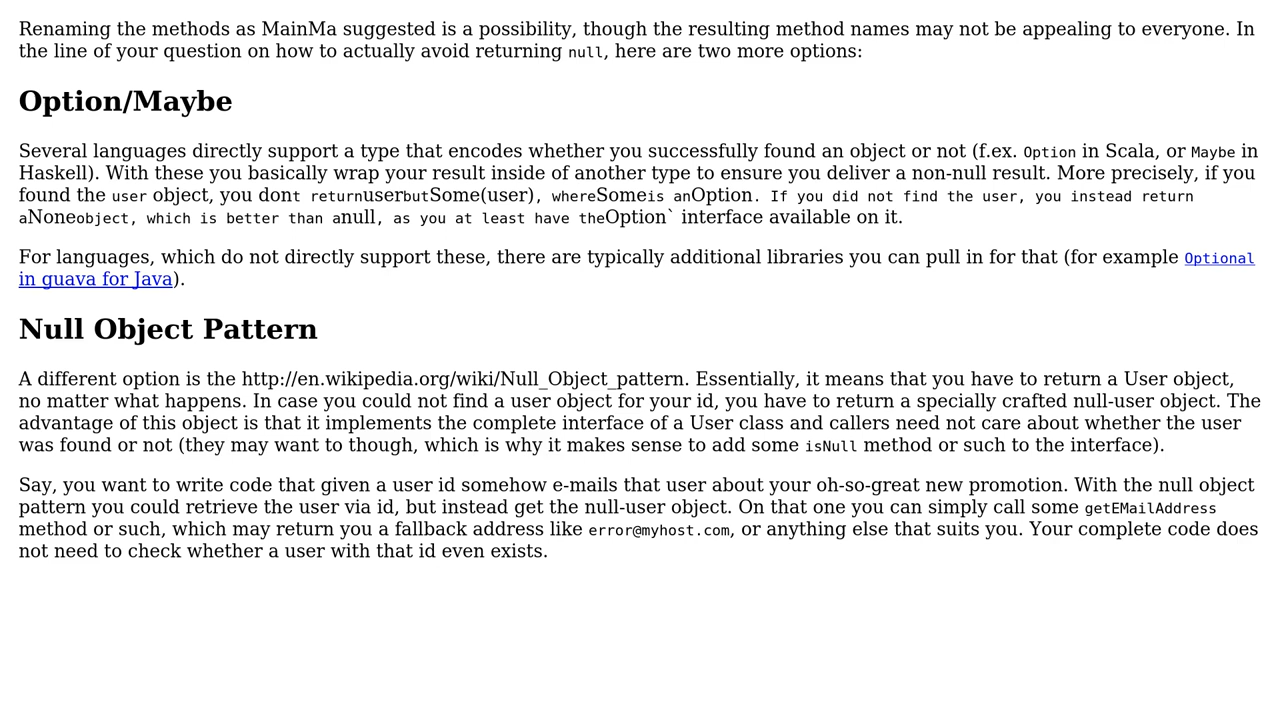 Renaming the methods as MainMa suggested is a possibility, though the resulting method names may not be appealing to everyone. In
the line of your question on how to actually avoid returning null, here are two more options:
Option/Maybe
Several languages directly support a type that encodes whether you successfully found an object or not (f.ex. Option in Scala, or Maybe in
Haskell). With these you basically wrap your result inside of another type to ensure you deliver a non-null result. More precisely, if you
found the user object, you dont returnuserbutSome(user), whereSomeis anOption. If you did not find the user, you instead return
aNoneobject, which is better than anull, as you at least have theOption` interface available on it.
For languages, which do not directly support these, there are typically additional libraries you can pull in for that (for example Optional
in guava for Java).
Null Object Pattern
A different option is the http://en.wikipedia.org/wiki/Null_Object_pattern. Essentially, it means that you have to return a User object,
no matter what happens. In case you could not find a user object for your id, you have to return a specially crafted null-user object. The
advantage of this object is that it implements the complete interface of a User class and callers need not care about whether the user
was found or not (they may want to though, which is why it makes sense to add some isNull method or such to the interface).
Say, you want to write code that given a user id somehow e-mails that user about your oh-so-great new promotion. With the null object
pattern you could retrieve the user via id, but instead get the null-user object. On that one you can simply call some getEMailAddress
method or such, which may return you a fallback address like error@myhost.com, or anything else that suits you. Your complete code does
not need to check whether a user with that id even exists.